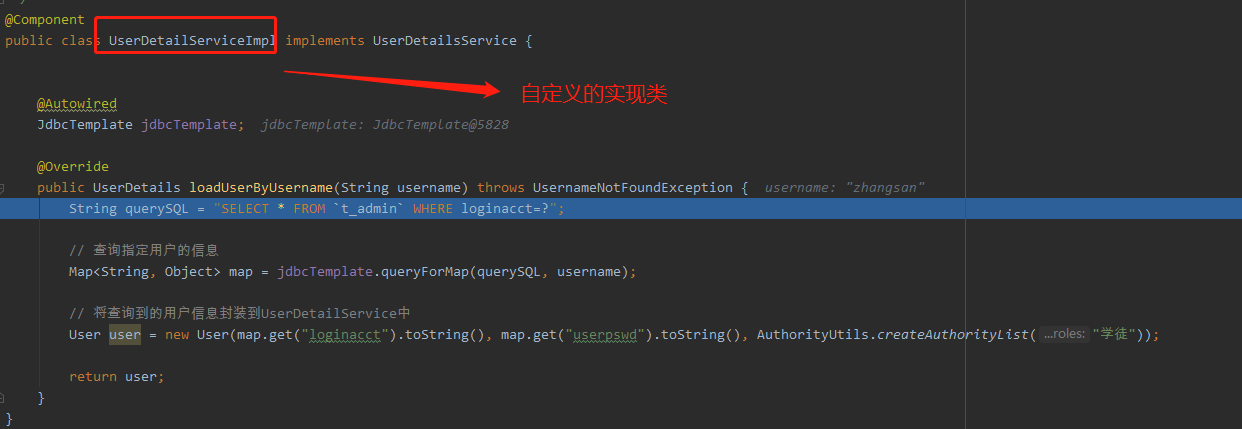 @Component
public class UserDetailServiceImpl implements UserDetailsService {
自定义的实现类
@Autowired
JdbcTemplate jdbcTemplate; jdbcTemplate: JdbcTemplate@5828
@Override
public UserDetails loadUserByUsername(String username) throws UsernameNotFoundException { username: "zhangsan"
String querySQL = "SELECT * FROM `t_admin` WHERE loginacct=?";
// 查询指定用户的信息
Map<String, Object> map = jdbcTemplate.queryForMap(querySQL, username);
// 将查询到的用户信息封装到UserDetailService中
User user = new User(map.get("loginacct").toString(), map.get("userpswd").toString(), AuthorityUtils.createAuthorityList( ...roles: "学徒"));
return user;
}
}